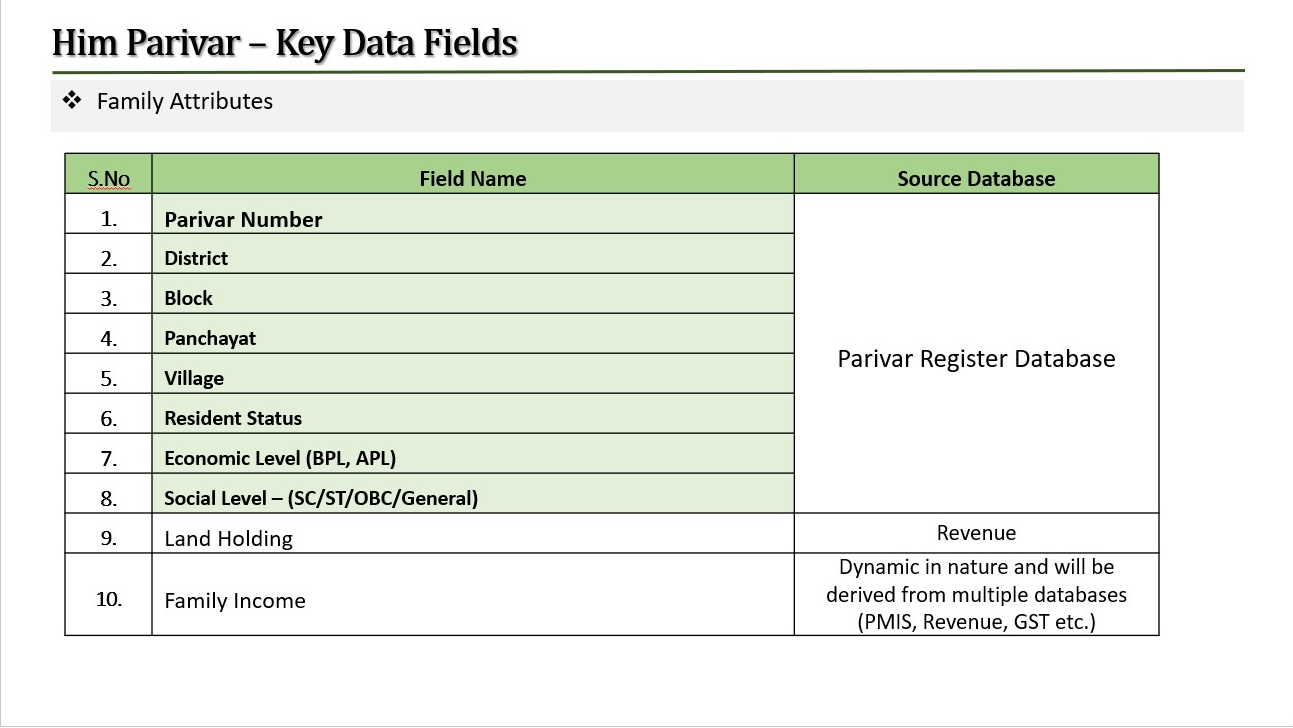 Him Parivar – Key Data Fields
❖ Family Attributes
S.No Field Name Source Database
1. Parivar Number
2. District
3. Block
4. Panchayat
5. Village
6. Resident Status
7. Economic Level (BPL, APL)
8. Social Level – (SC/ST/OBC/General)
Parivar Register Database
9. Land Holding Revenue
10. Family Income
Dynamic in nature and will be
derived from multiple databases
(PMIS, Revenue, GST etc.)